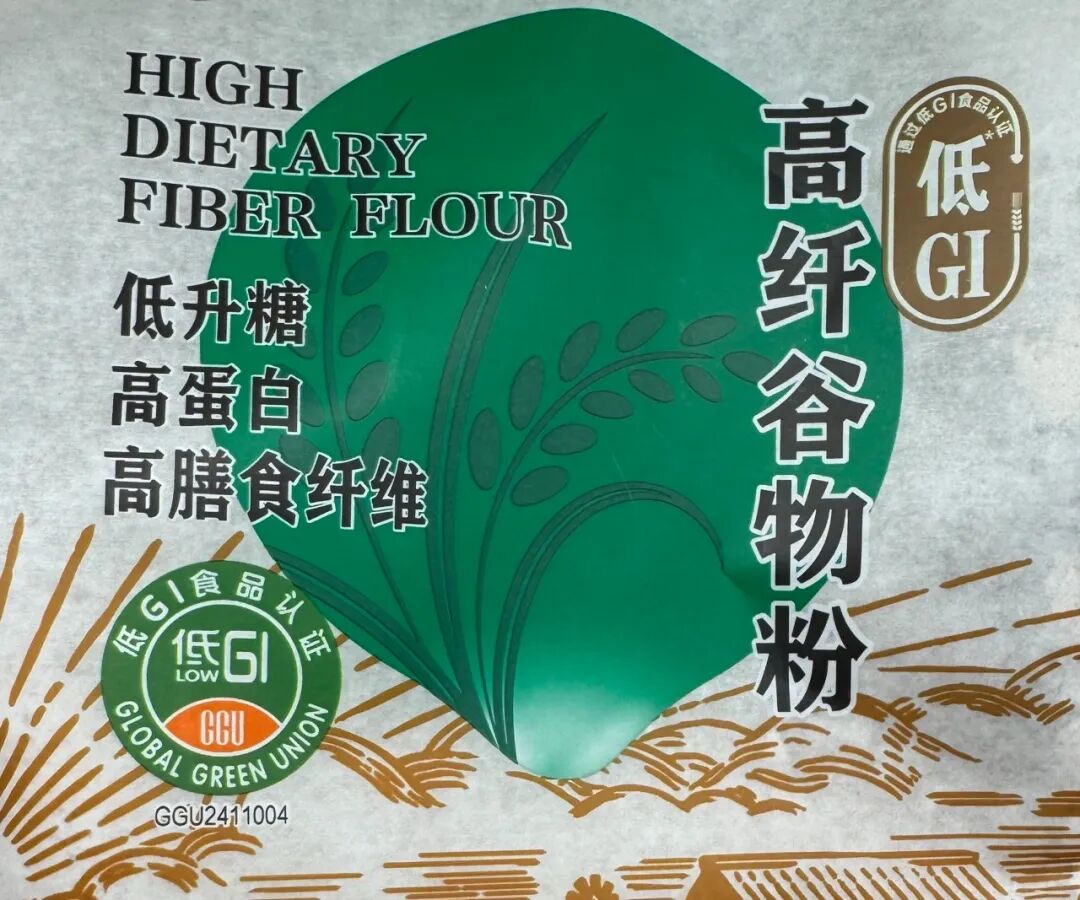 HIGH
DIETARY
FIBER FLOUR
低升糖
高蛋白
高膳食纤维
高纤谷物粉
通过低GI食品认证
低*
GI
低GI食品认证
低GI
LOW
GGU
GLOBAL GREEN UNION
GGU2411004